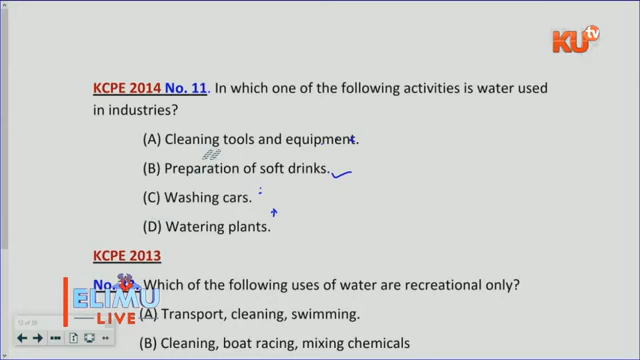 KU tv
KCPE 2014 No. 11. In which one of the following activities is water used
in industries?
(A) Cleaning tools and equipment.
(B) Preparation of soft drinks.
(C) Washing cars.
(D) Watering plants.
KCPE 2013
Which of the following uses of water are recreational only?
ELIMU
LIVE
(A) Transport, cleaning, swimming.
(B) Cleaning, boat racing, mixing chemicals